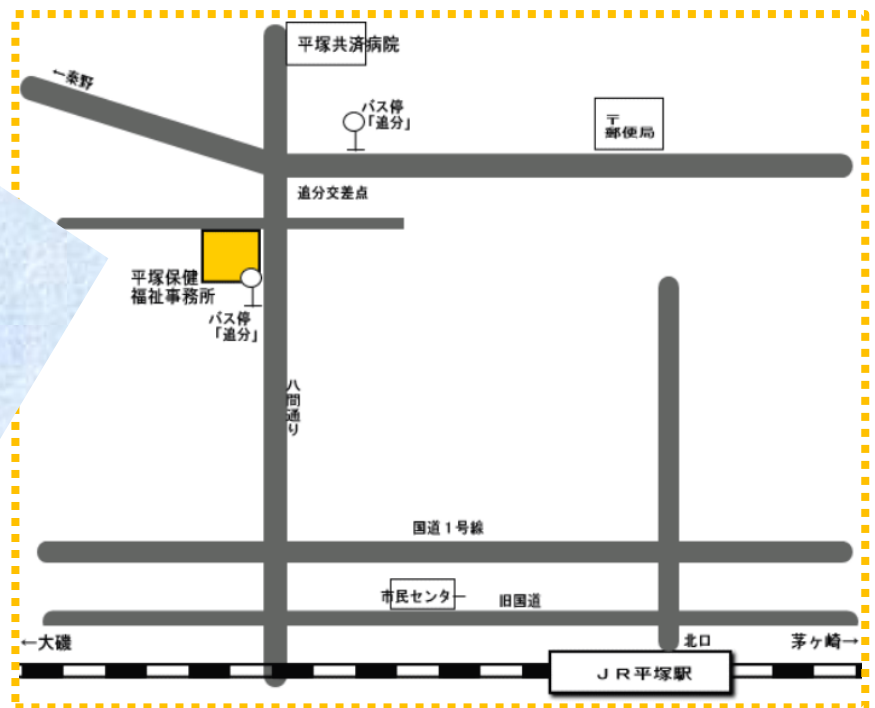 平塚共済病院
←秦野
バス停
「追分」
〒
郵便局
追分交差点
平塚保健
福祉事務所
バス停
「追分」
八間通り
国道１号線
市民センター
旧国道
←大磯
北口
茅ヶ崎→
ＪＲ平塚駅